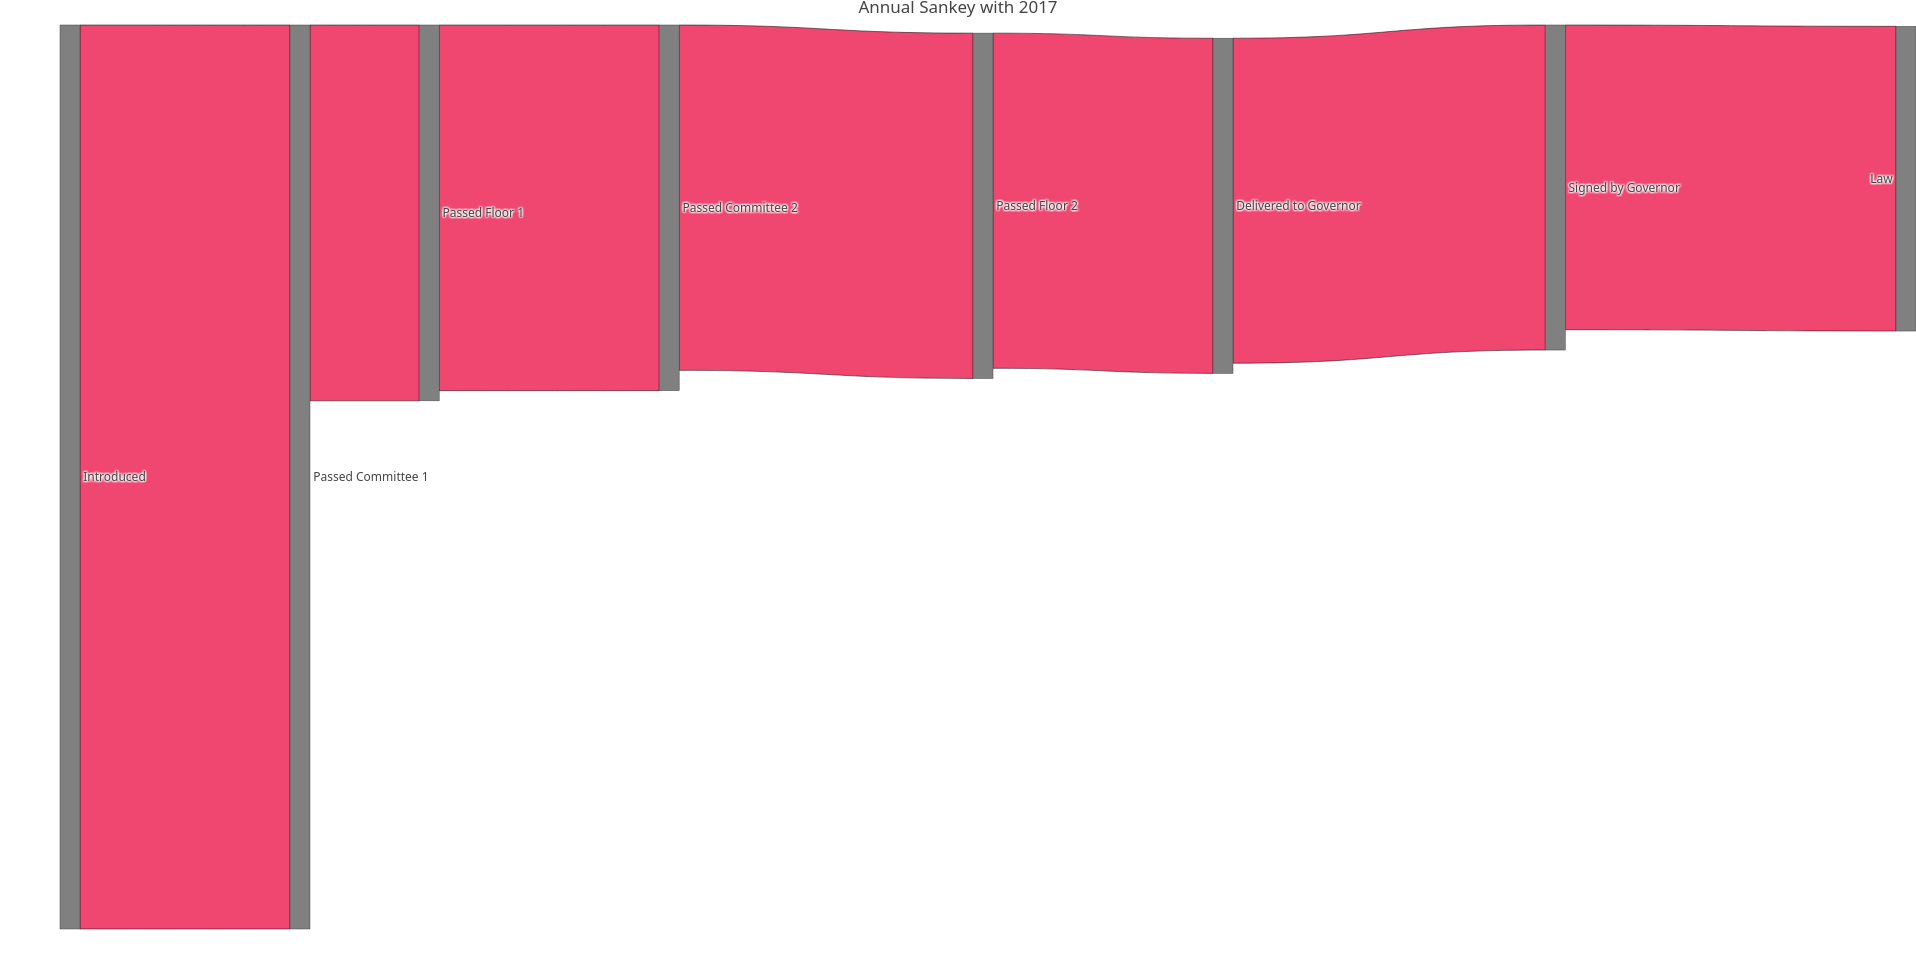 Annual Sankey with 2017
Introduced
Passed Committee 1
Passed Floor 1
Passed Committee 2
Passed Floor 2
Delivered to Governor
Signed by Governor
Law